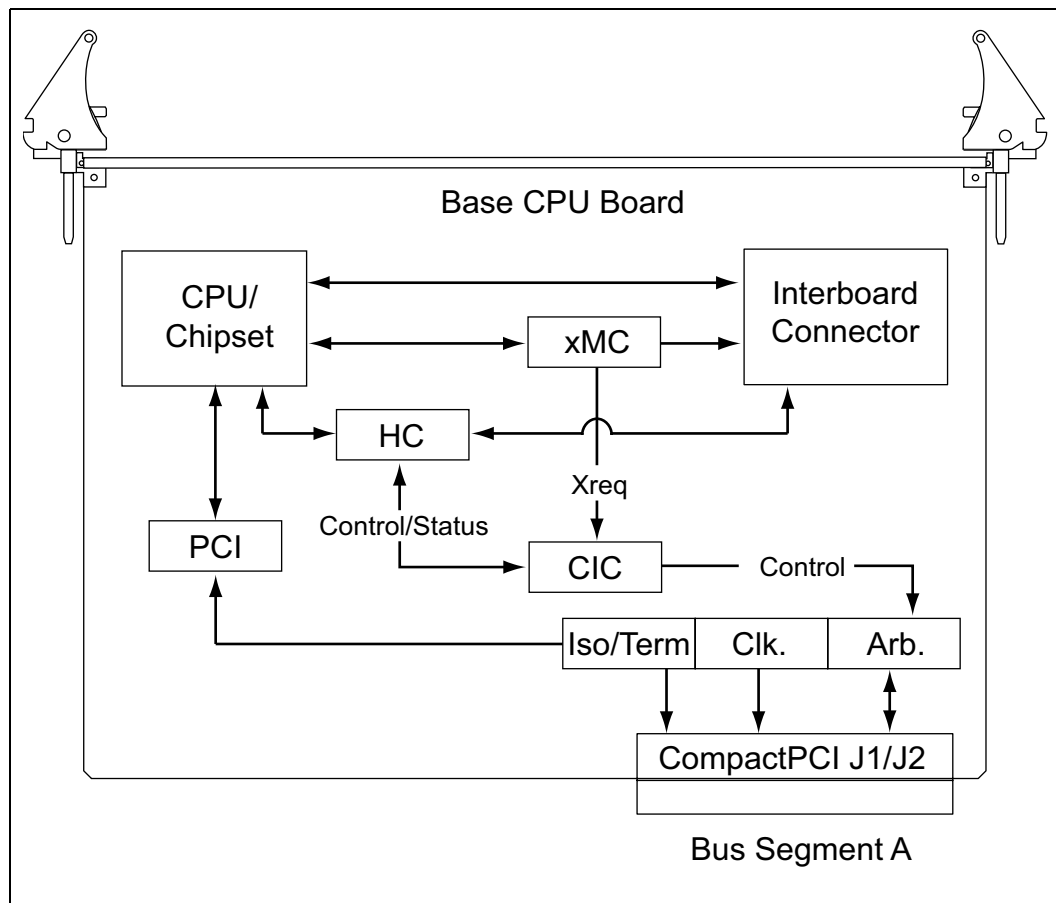 Base CPU Board
CPU/
Chipset
Interboard
Connector
xMC
HC
Xreq
Control/Status
PCI
CIC
Control
Iso/Term
Clk.
Arb.
CompactPCI J1/J2
Bus Segment A